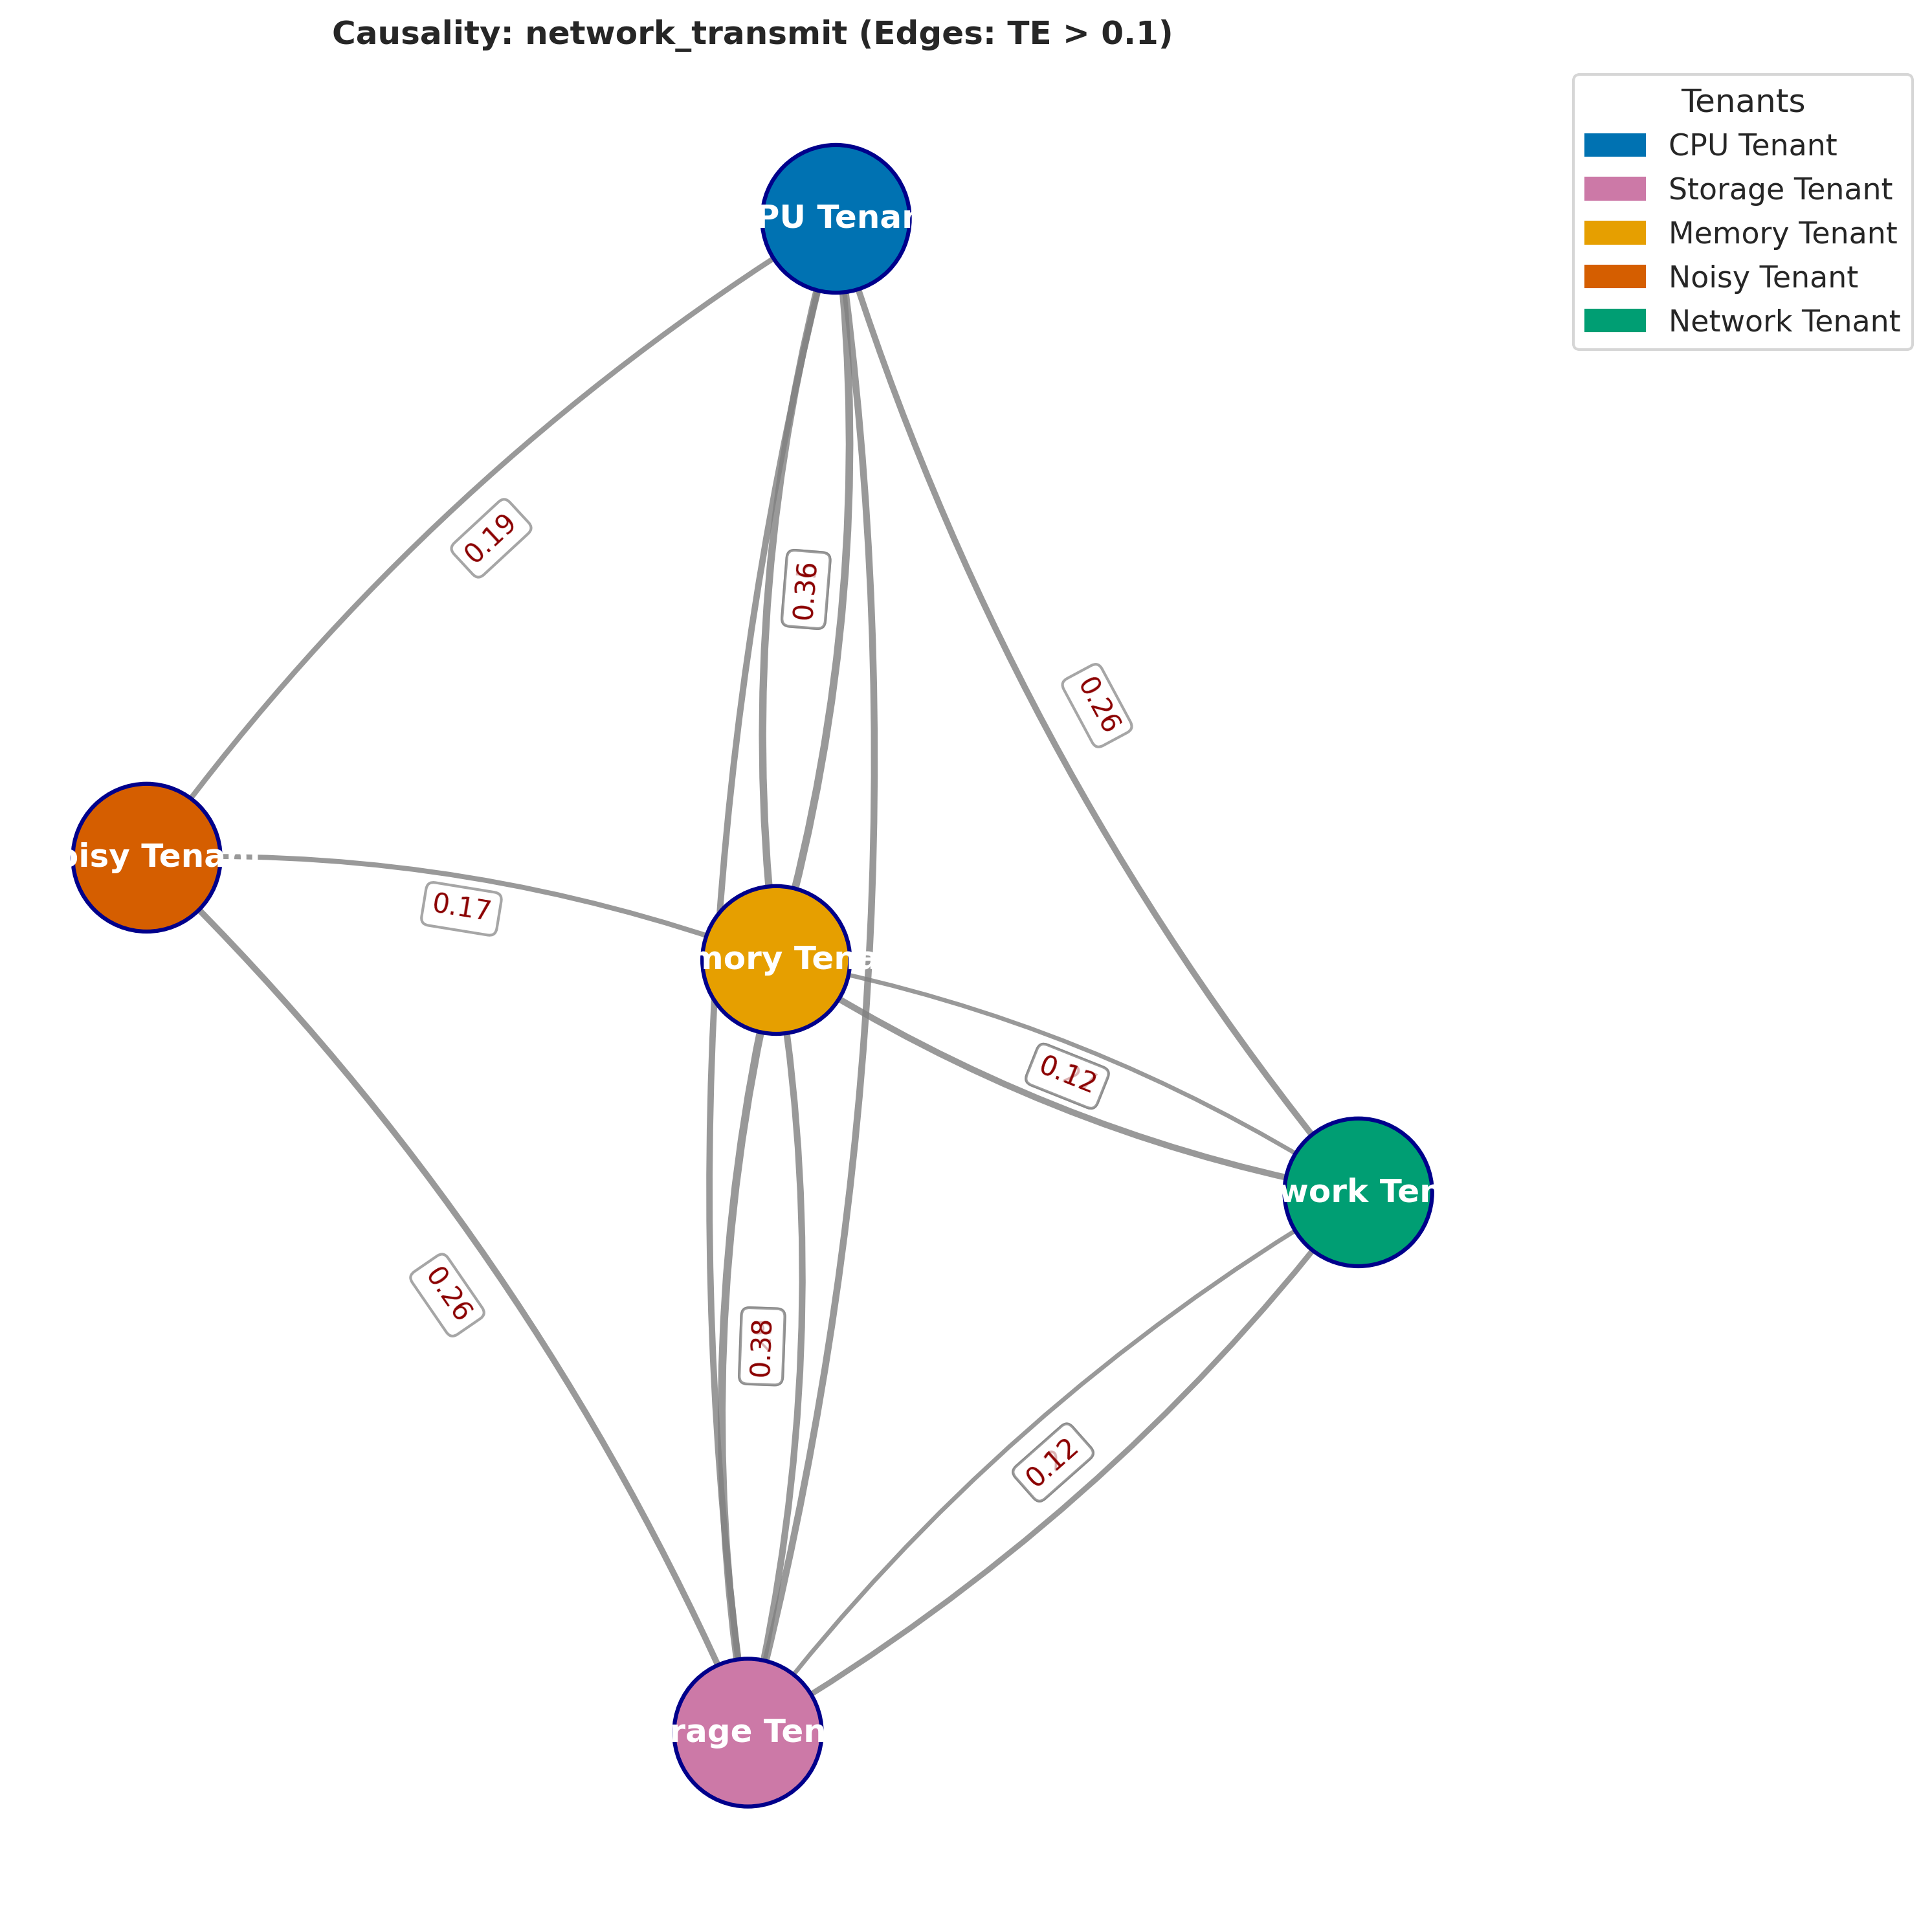 Causality: network_transmit (Edges: TE > 0.1)
Tenants
CPU Tenant
Storage Tenant
Memory Tenant
Noisy Tenant
Network Tenant
PU Tenan
0.19
0.36
0.26
oisy Tena
0.17
mory Tena
0.12
work Ten
0.26
0.38
0.12
rage Ten